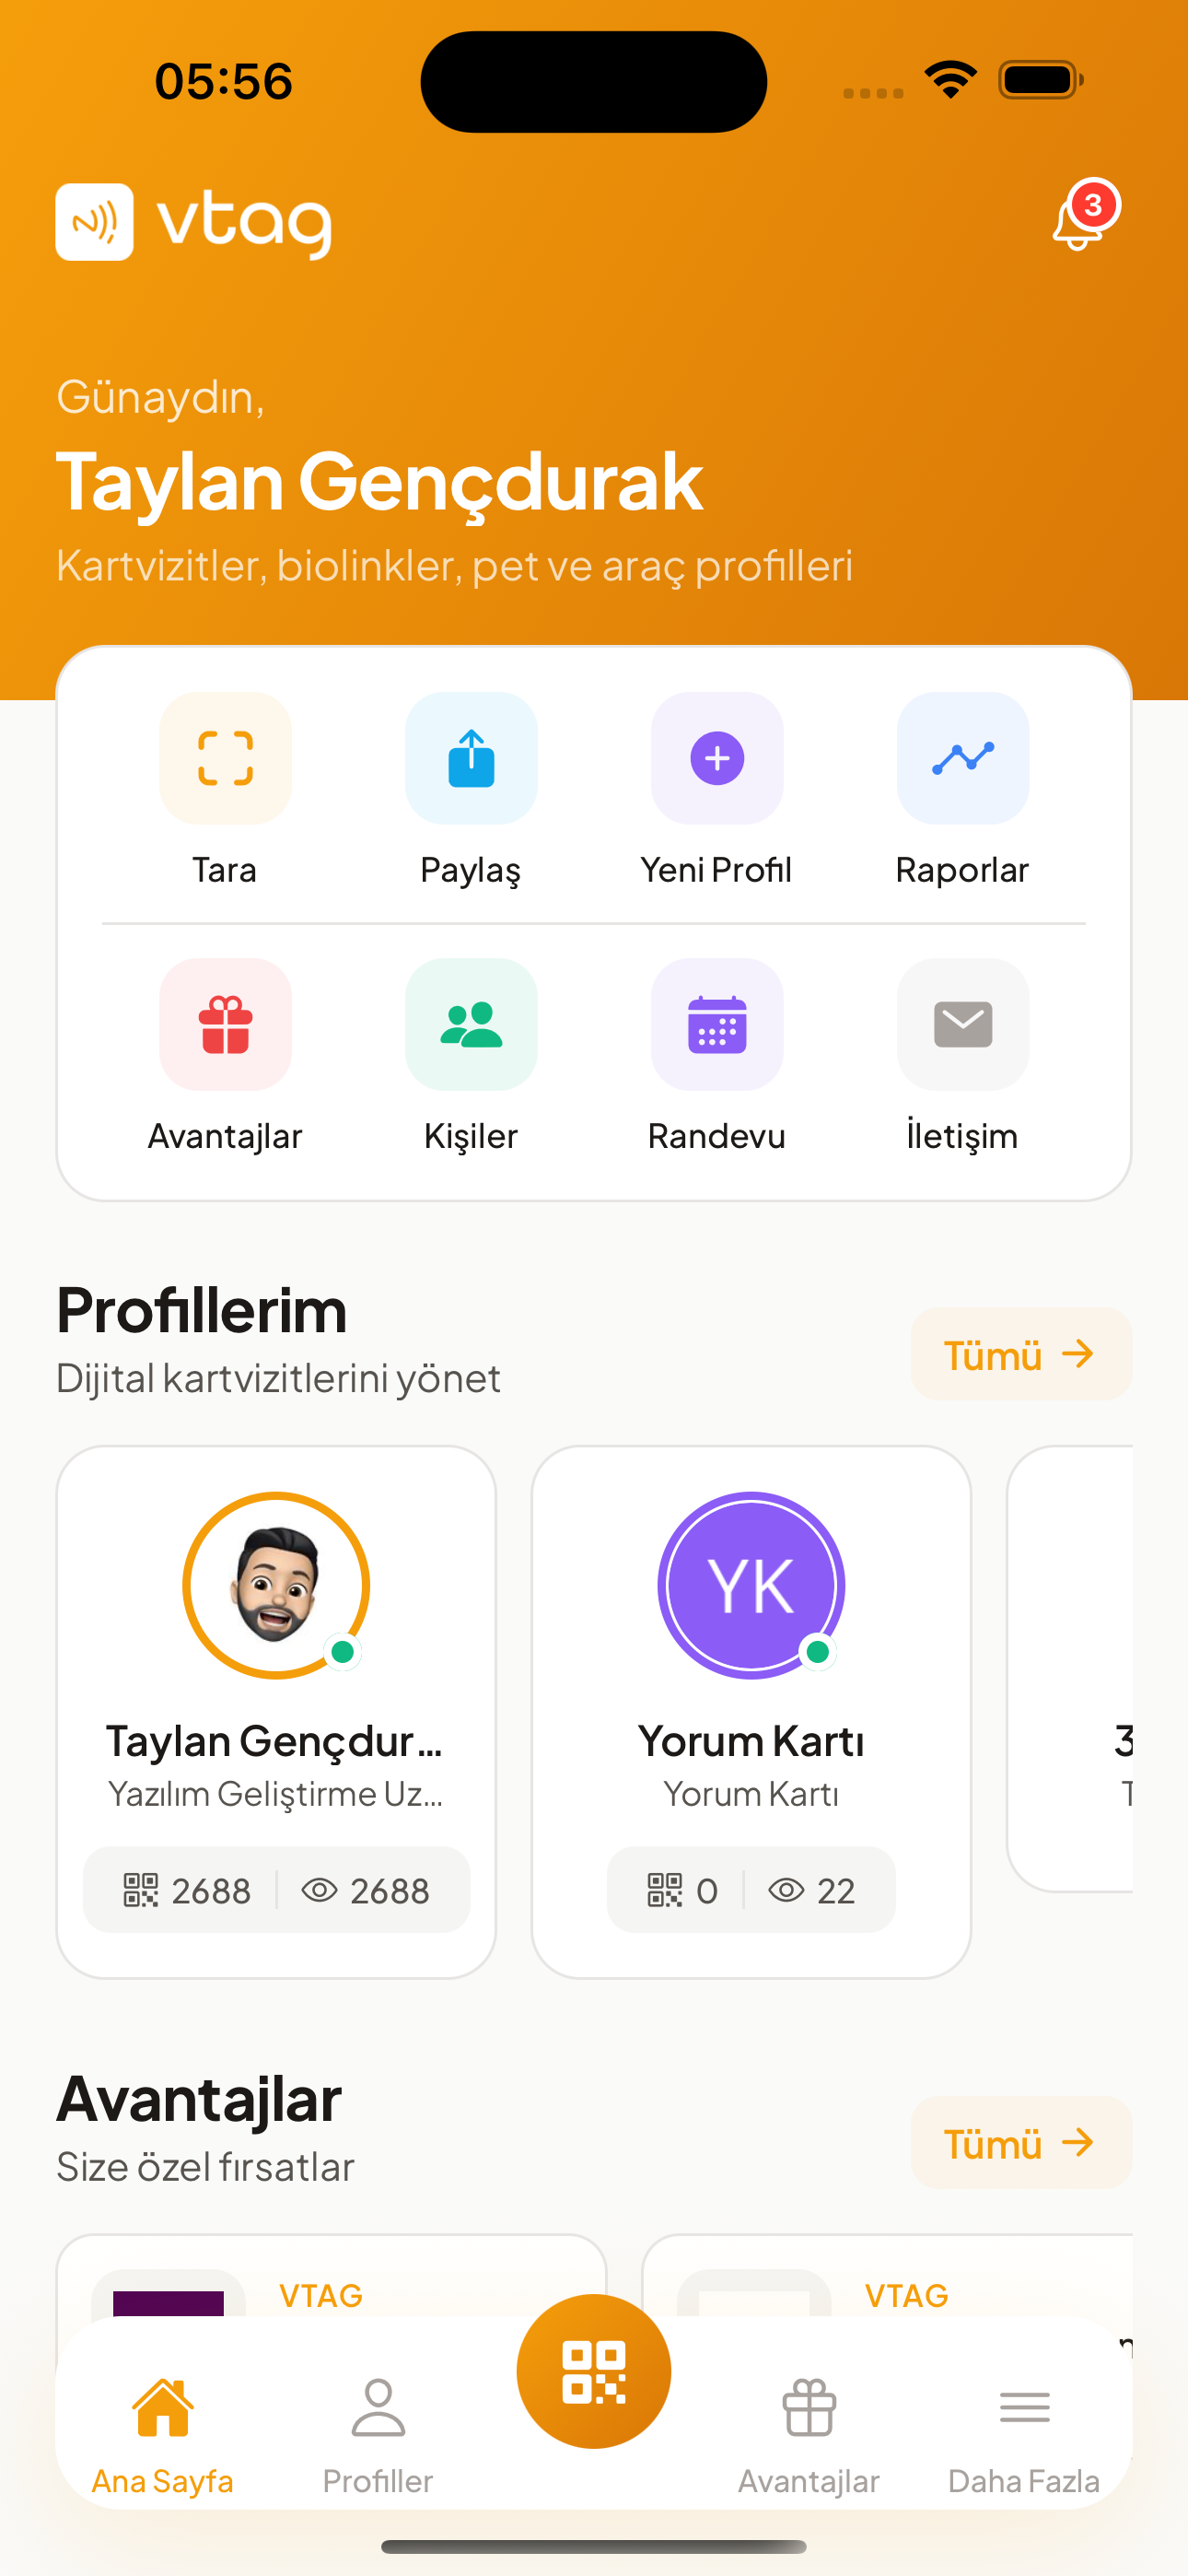 05:56
vtag
3
Günaydın,
Taylan Gençdurak
Kartvizitler, biolinkler, pet ve araç profilleri
Tara
Paylaş
Yeni Profil
Raporlar
Avantajlar
Kişiler
Randevu
İletişim
Profillerim
Dijital kartvizitlerini yönet
Tümü
Taylan Gençdur...
Yazılım Geliştirme Uz...
2688
2688
YK
Yorum Kartı
Yorum Kartı
0
22
3
T
Avantajlar
Size özel fırsatlar
Tümü
VTAG
VTAG
Ana Sayfa
Profiller
Avantajlar
Daha Fazla